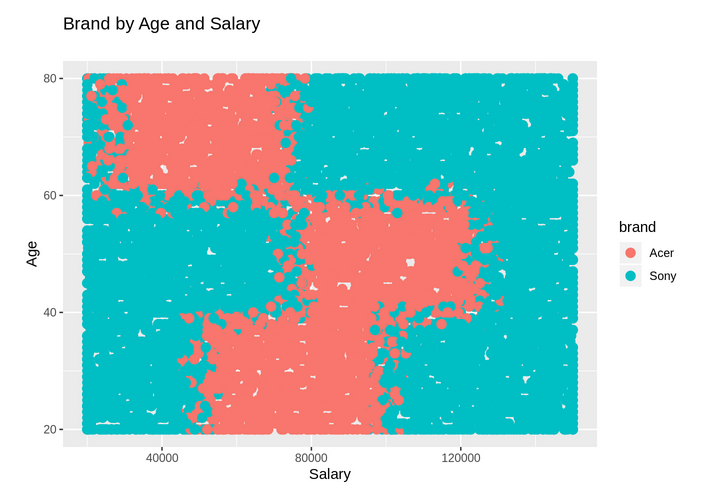 Brand by Age and Salary
80
60
40
20
Age
40000
80000
120000
Salary
brand
Acer
Sony